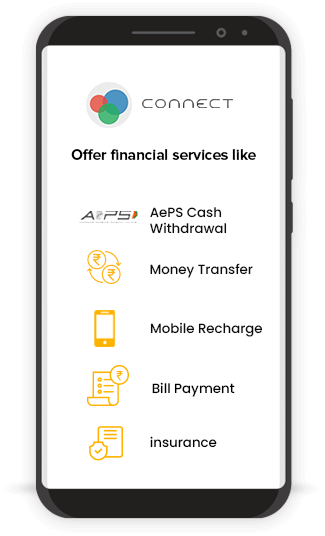 CONNECT
Offer financial services like
AePS
AePS Cash
Withdrawal
₹
₹
Money Transfer
Mobile Recharge
₹
Bill Payment
insurance